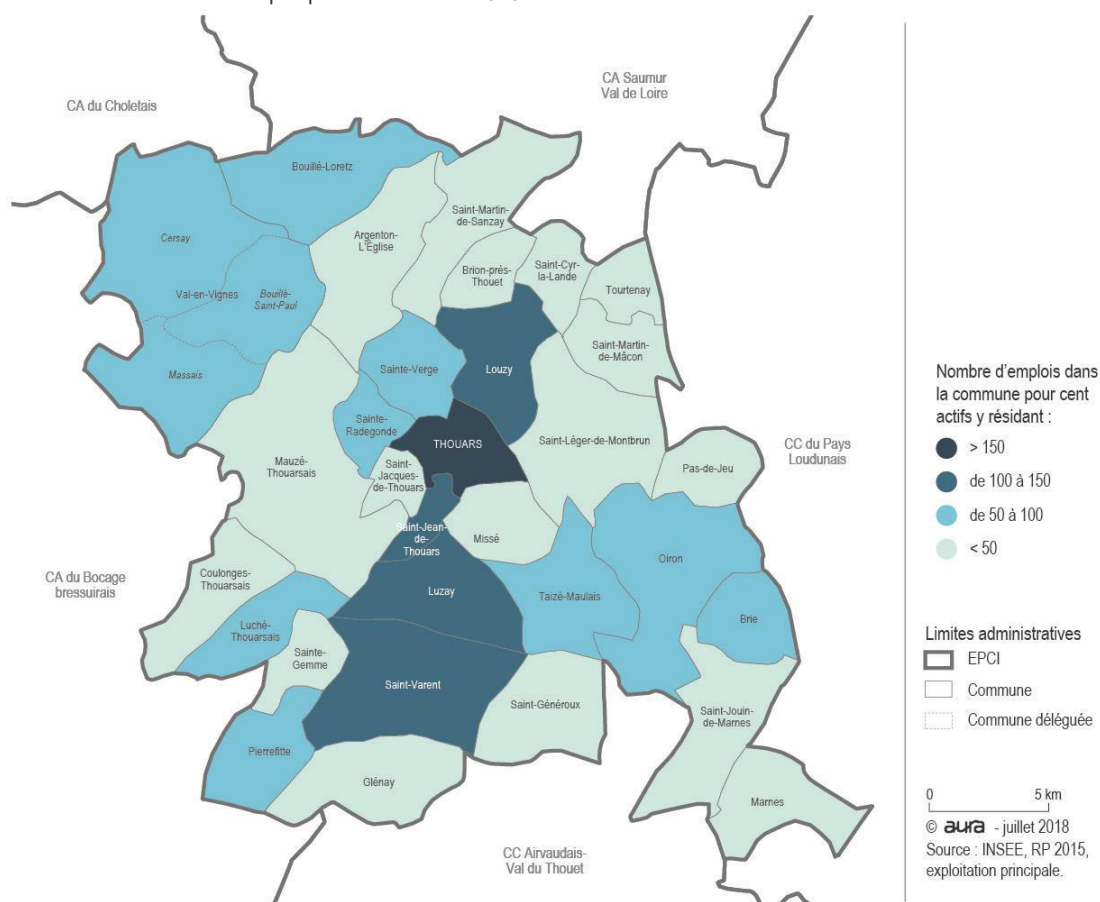 CA du Choletais
CA Saumur
Val de Loire
Bouillé-Loretz
Cersay
Argenton-
L'Église
Saint-Martin-
de-Sanzay
Brion-près-
Thouet
Saint-Cyr-
la-Lande
Tourtenay
Val-en-Vignes
Bouillé-
Saint-Paul
Saint-Martin-
de-Mâcon
Massais
Sainte-Verge
Louzy
Sainte-
Radegonde
THOUARS
Saint-Léger-de-Montbrun
Mauzé-
Thouarsais
Saint-
Jacques-
de-Thouars
Pas-de-Jeu
CC du Pays
Loudunais
Saint-Jean-
de-
Thouars
Missé
Oiron
CA du Bocage
bressuirais
Coulonges-
Thouarsais
Luzay
Taizé-Maulais
Brie
Luché-
Thouarsais
Sainte-
Gemme
Saint-Varent
Saint-Généroux
Saint-Jouin-
de-Marnes
Pierrefitte
Glénay
Marnes
CC Airvaudais-
Val du Thouet
Nombre d'emplois dans
la commune pour cent
actifs y résidant :
> 150
de 100 à 150
de 50 à 100
< 50
Limites administratives
EPCI
Commune
Commune déléguée
0 5 km
© aura - juillet 2018
Source : INSEE, RP 2015,
exploitation principale.